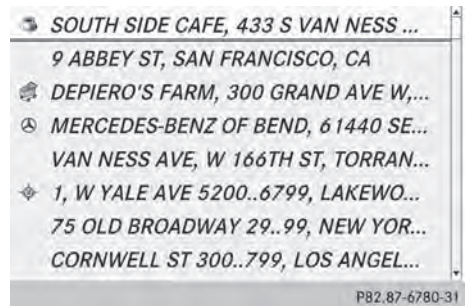 SOUTH SIDE CAFE, 433 S VAN NESS ...
9 ABBEY ST, SAN FRANCISCO, CA
DEPIERO'S FARM, 300 GRAND AVE W,...
MERCEDES-BENZ OF BEND, 61440 SE...
VAN NESS AVE, W 166TH ST, TORRAN...
1, W YALE AVE 5200..6799, LAKEWO...
75 OLD BROADWAY 29..99, NEW YOR...
CORNWELL ST 300..799, LOS ANGEL...
P82.87-6780-31